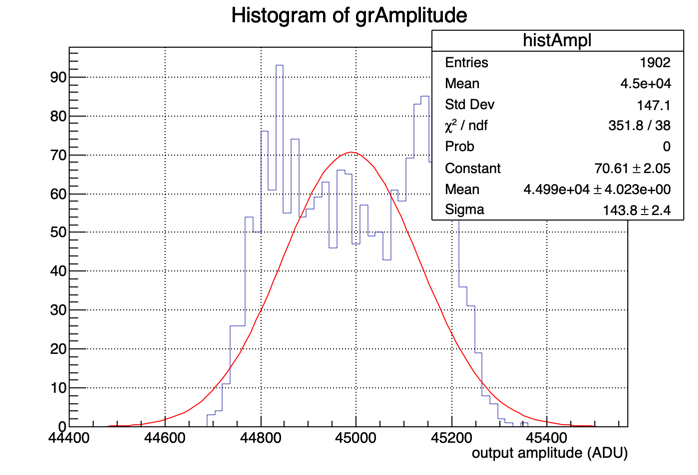 Histogram of grAmplitude
histAmpl
Entries 1902
Mean 4.5e+04
Std Dev 147.1
χ² / ndf 351.8 / 38
Prob 0
Constant 70.61 ± 2.05
Mean 4.499e+04 ± 4.023e+00
Sigma 143.8 ± 2.4
90
80
70
60
50
40
30
20
10
0
44400 44600 44800 45000 45200 45400
output amplitude (ADU)